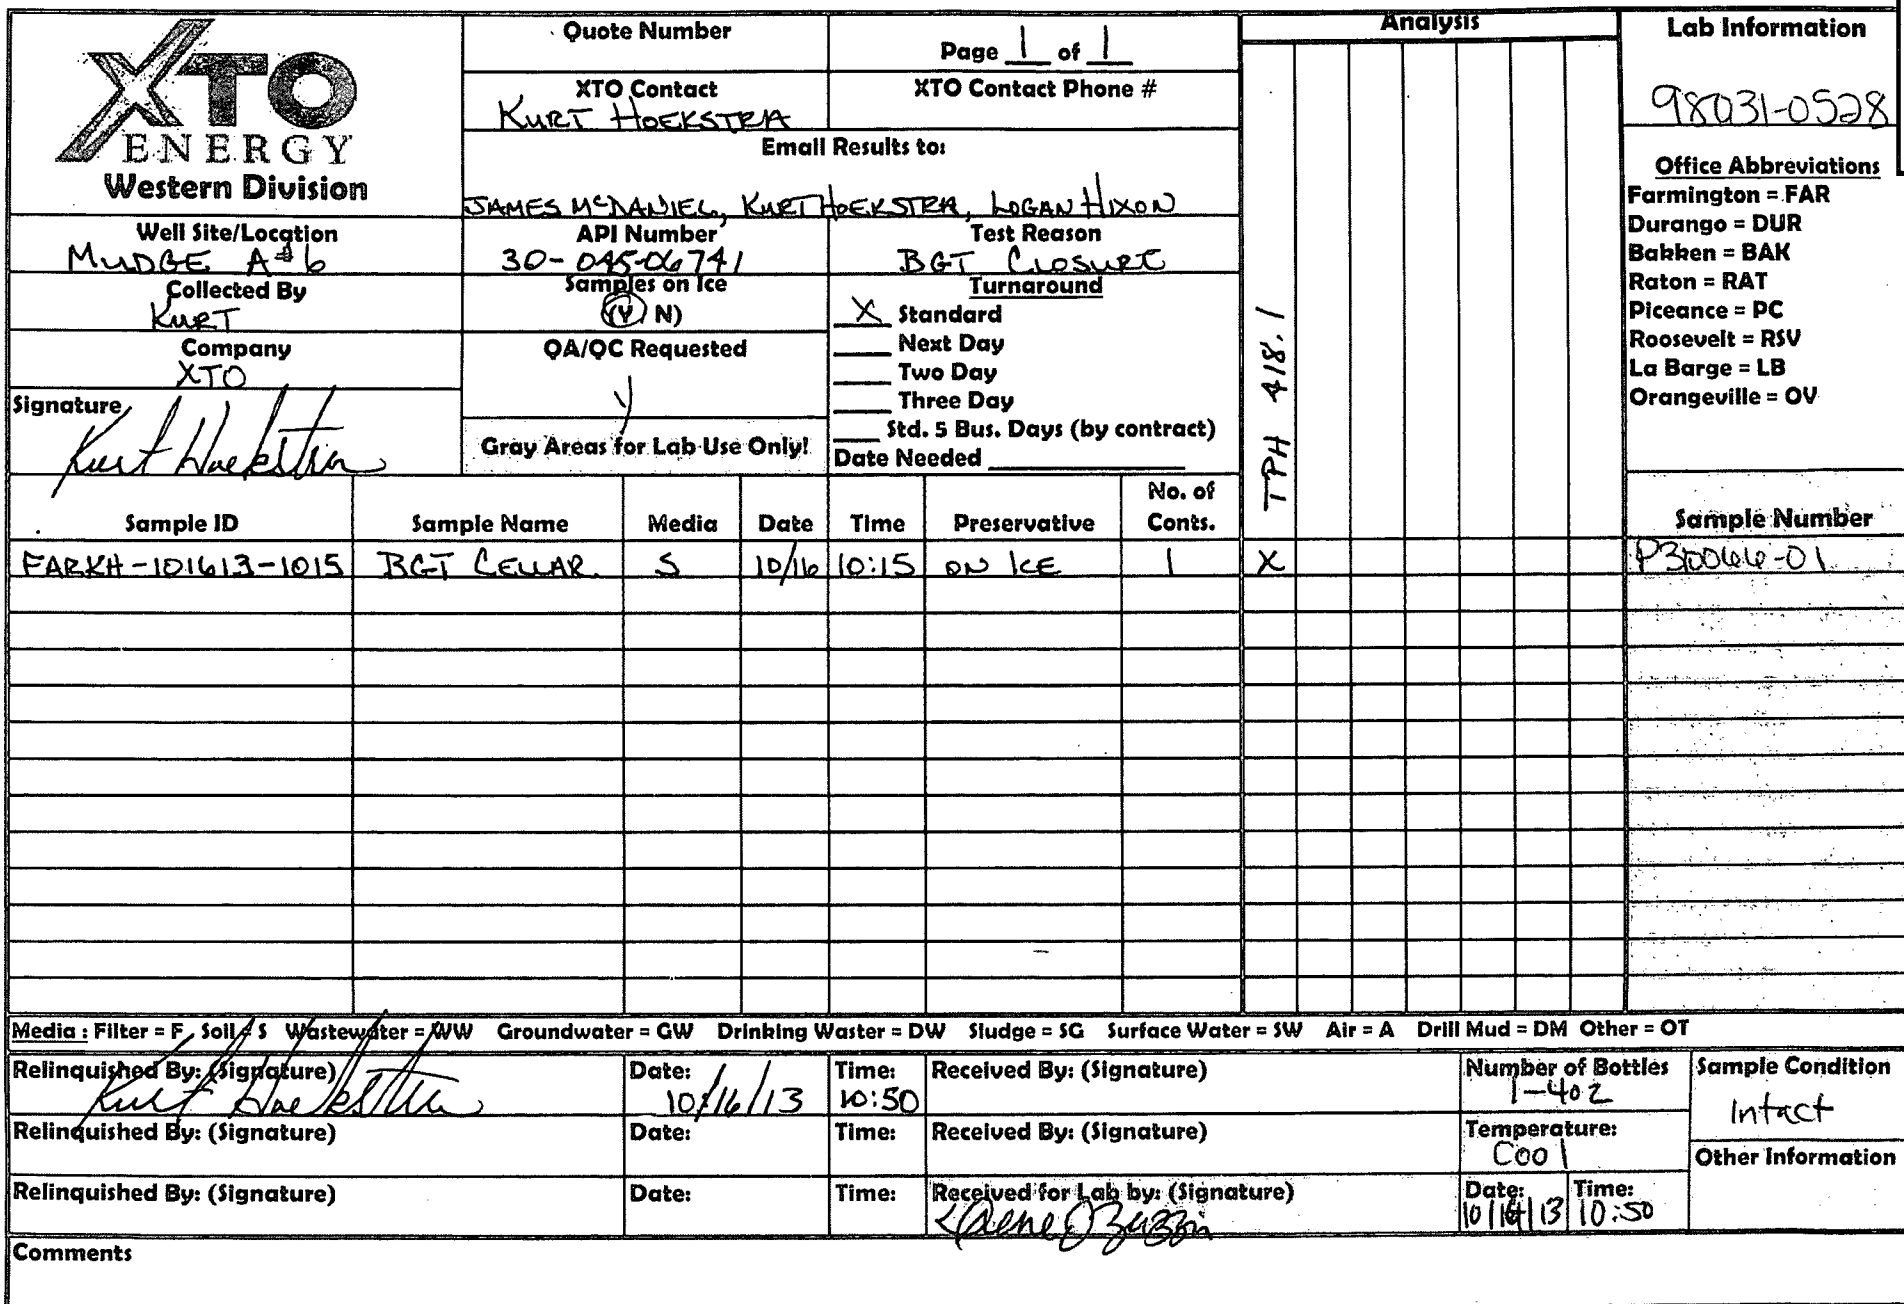 XTO
ENERGY
Western Division
Quote Number
Page 1 of 1
XTO Contact
KURT HOEKSTRA
XTO Contact Phone #
Email Results to:
JAMES McDANIEL, KURT HOEKSTRA, LOGAN HIXON
Well Site/Location
MUDGE A#6
API Number
30-045-06741
Test Reason
BGT CLOSURE
Collected By
KURT
Samples on Ice
(Y/ N)
Turnaround
X Standard
Next Day
Two Day
Three Day
Std. 5 Bus. Days (by contract)
Date Needed
Company
XTO
QA/QC Requested
Signature
Kurt Hoekstra
Gray Areas for Lab Use Only!
Analysis
TPH 418.1
Lab Information
98031-0528
Office Abbreviations
Farmington = FAR
Durango = DUR
Bakken = BAK
Raton = RAT
Piceance = PC
Roosevelt = RSV
La Barge = LB
Orangeville = OV
Sample ID Sample Name Media Date Time Preservative No. of Conts. Sample Number
FARKH-101613-1015 BGT CELLAR S 10/16 10:15 ON ICE 1 X P310066-01
Media : Filter = F Soil = S Wastewater = WW Groundwater = GW Drinking Waster = DW Sludge = SG Surface Water = SW Air = A Drill Mud = DM Other = OT
Relinquished By: (Signature) Kurt Hoekstra
Date: 10/16/13
Time: 10:50
Received By: (Signature)
Number of Bottles
1-4oz
Sample Condition
Intact
Relinquished By: (Signature)
Date:
Time:
Received By: (Signature)
Temperature:
Cool
Other Information
Relinquished By: (Signature)
Date:
Time:
Received for Lab by: (Signature)
Date: 10/16/13
Time: 10:50
Comments